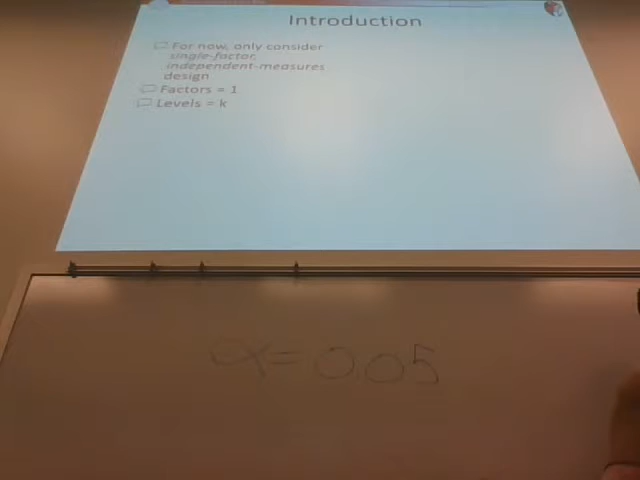 Introduction
For now, only consider
single-factor,
independent-measures
design
Factors = 1
Levels = k
α = 0.05